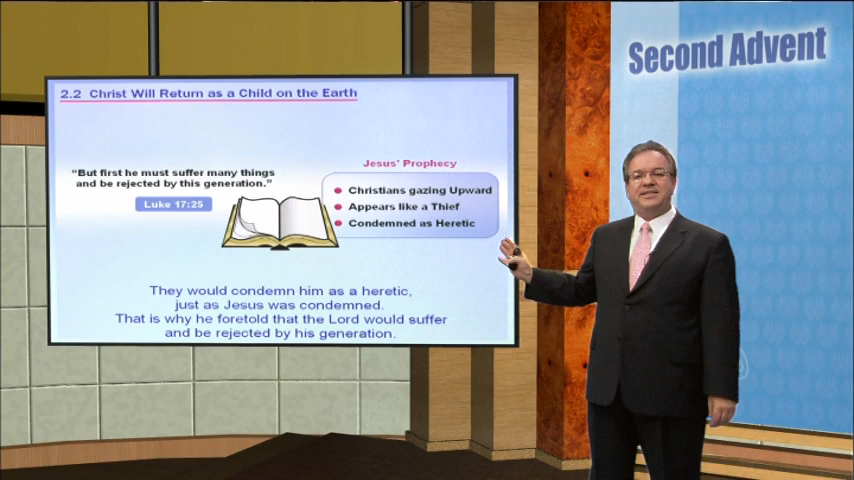 Second Advent
2.2 Christ Will Return as a Child on the Earth
"But first he must suffer many things
and be rejected by this generation."
Luke 17:25
Jesus' Prophecy
Christians gazing Upward
Appears like a Thief
Condemned as Heretic
They would condemn him as a heretic,
just as Jesus was condemned.
That is why he foretold that the Lord would suffer
and be rejected by his generation.